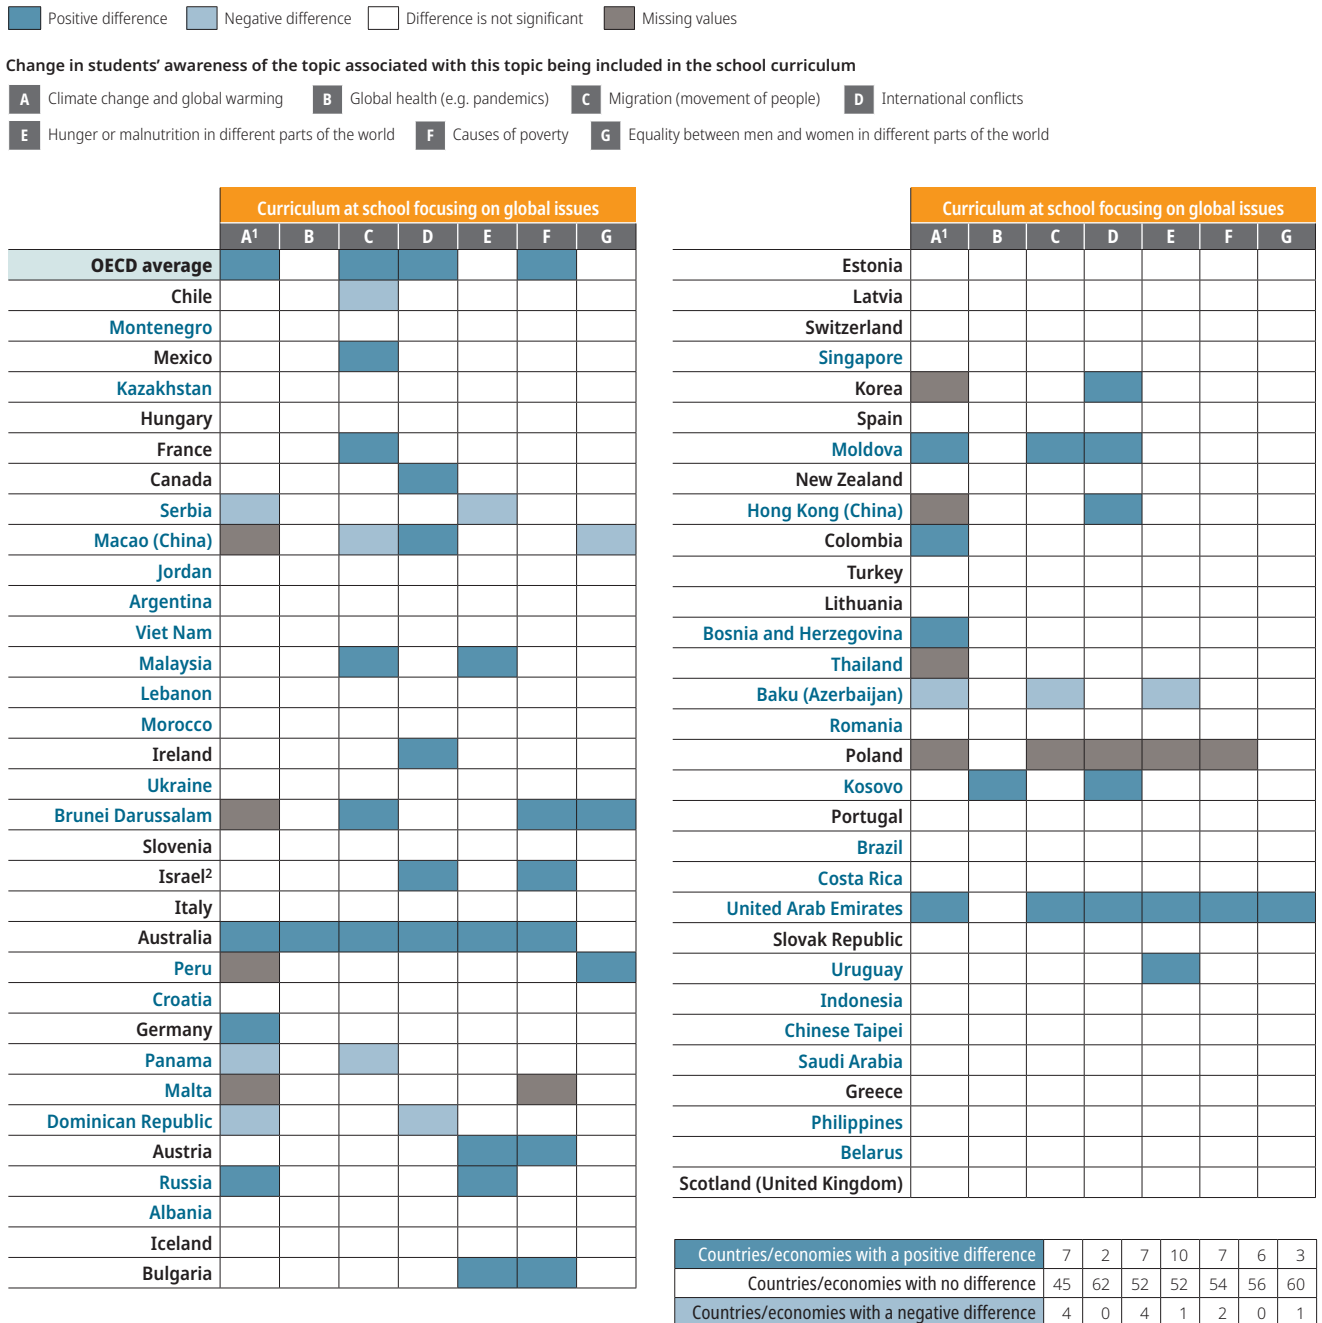 Positive difference Negative difference Difference is not significant Missing values
Change in students' awareness of the topic associated with this topic being included in the school curriculum
A Climate change and global warming B Global health (e.g. pandemics) C Migration (movement of people) D International conflicts
E Hunger or malnutrition in different parts of the world F Causes of poverty G Equality between men and women in different parts of the world
Curriculum at school focusing on global issues
A¹ B C D E F G
OECD average
Chile
Montenegro
Mexico
Kazakhstan
Hungary
France
Canada
Serbia
Macao (China)
Jordan
Argentina
Viet Nam
Malaysia
Lebanon
Morocco
Ireland
Ukraine
Brunei Darussalam
Slovenia
Israel²
Italy
Australia
Peru
Croatia
Germany
Panama
Malta
Dominican Republic
Austria
Russia
Albania
Iceland
Bulgaria
Curriculum at school focusing on global issues
A¹ B C D E F G
Estonia
Latvia
Switzerland
Singapore
Korea
Spain
Moldova
New Zealand
Hong Kong (China)
Colombia
Turkey
Lithuania
Bosnia and Herzegovina
Thailand
Baku (Azerbaijan)
Romania
Poland
Kosovo
Portugal
Brazil
Costa Rica
United Arab Emirates
Slovak Republic
Uruguay
Indonesia
Chinese Taipei
Saudi Arabia
Greece
Philippines
Belarus
Scotland (United Kingdom)
Countries/economies with a positive difference 7 2 7 10 7 6 3
Countries/economies with no difference 45 62 52 52 54 56 60
Countries/economies with a negative difference 4 0 4 1 2 0 1